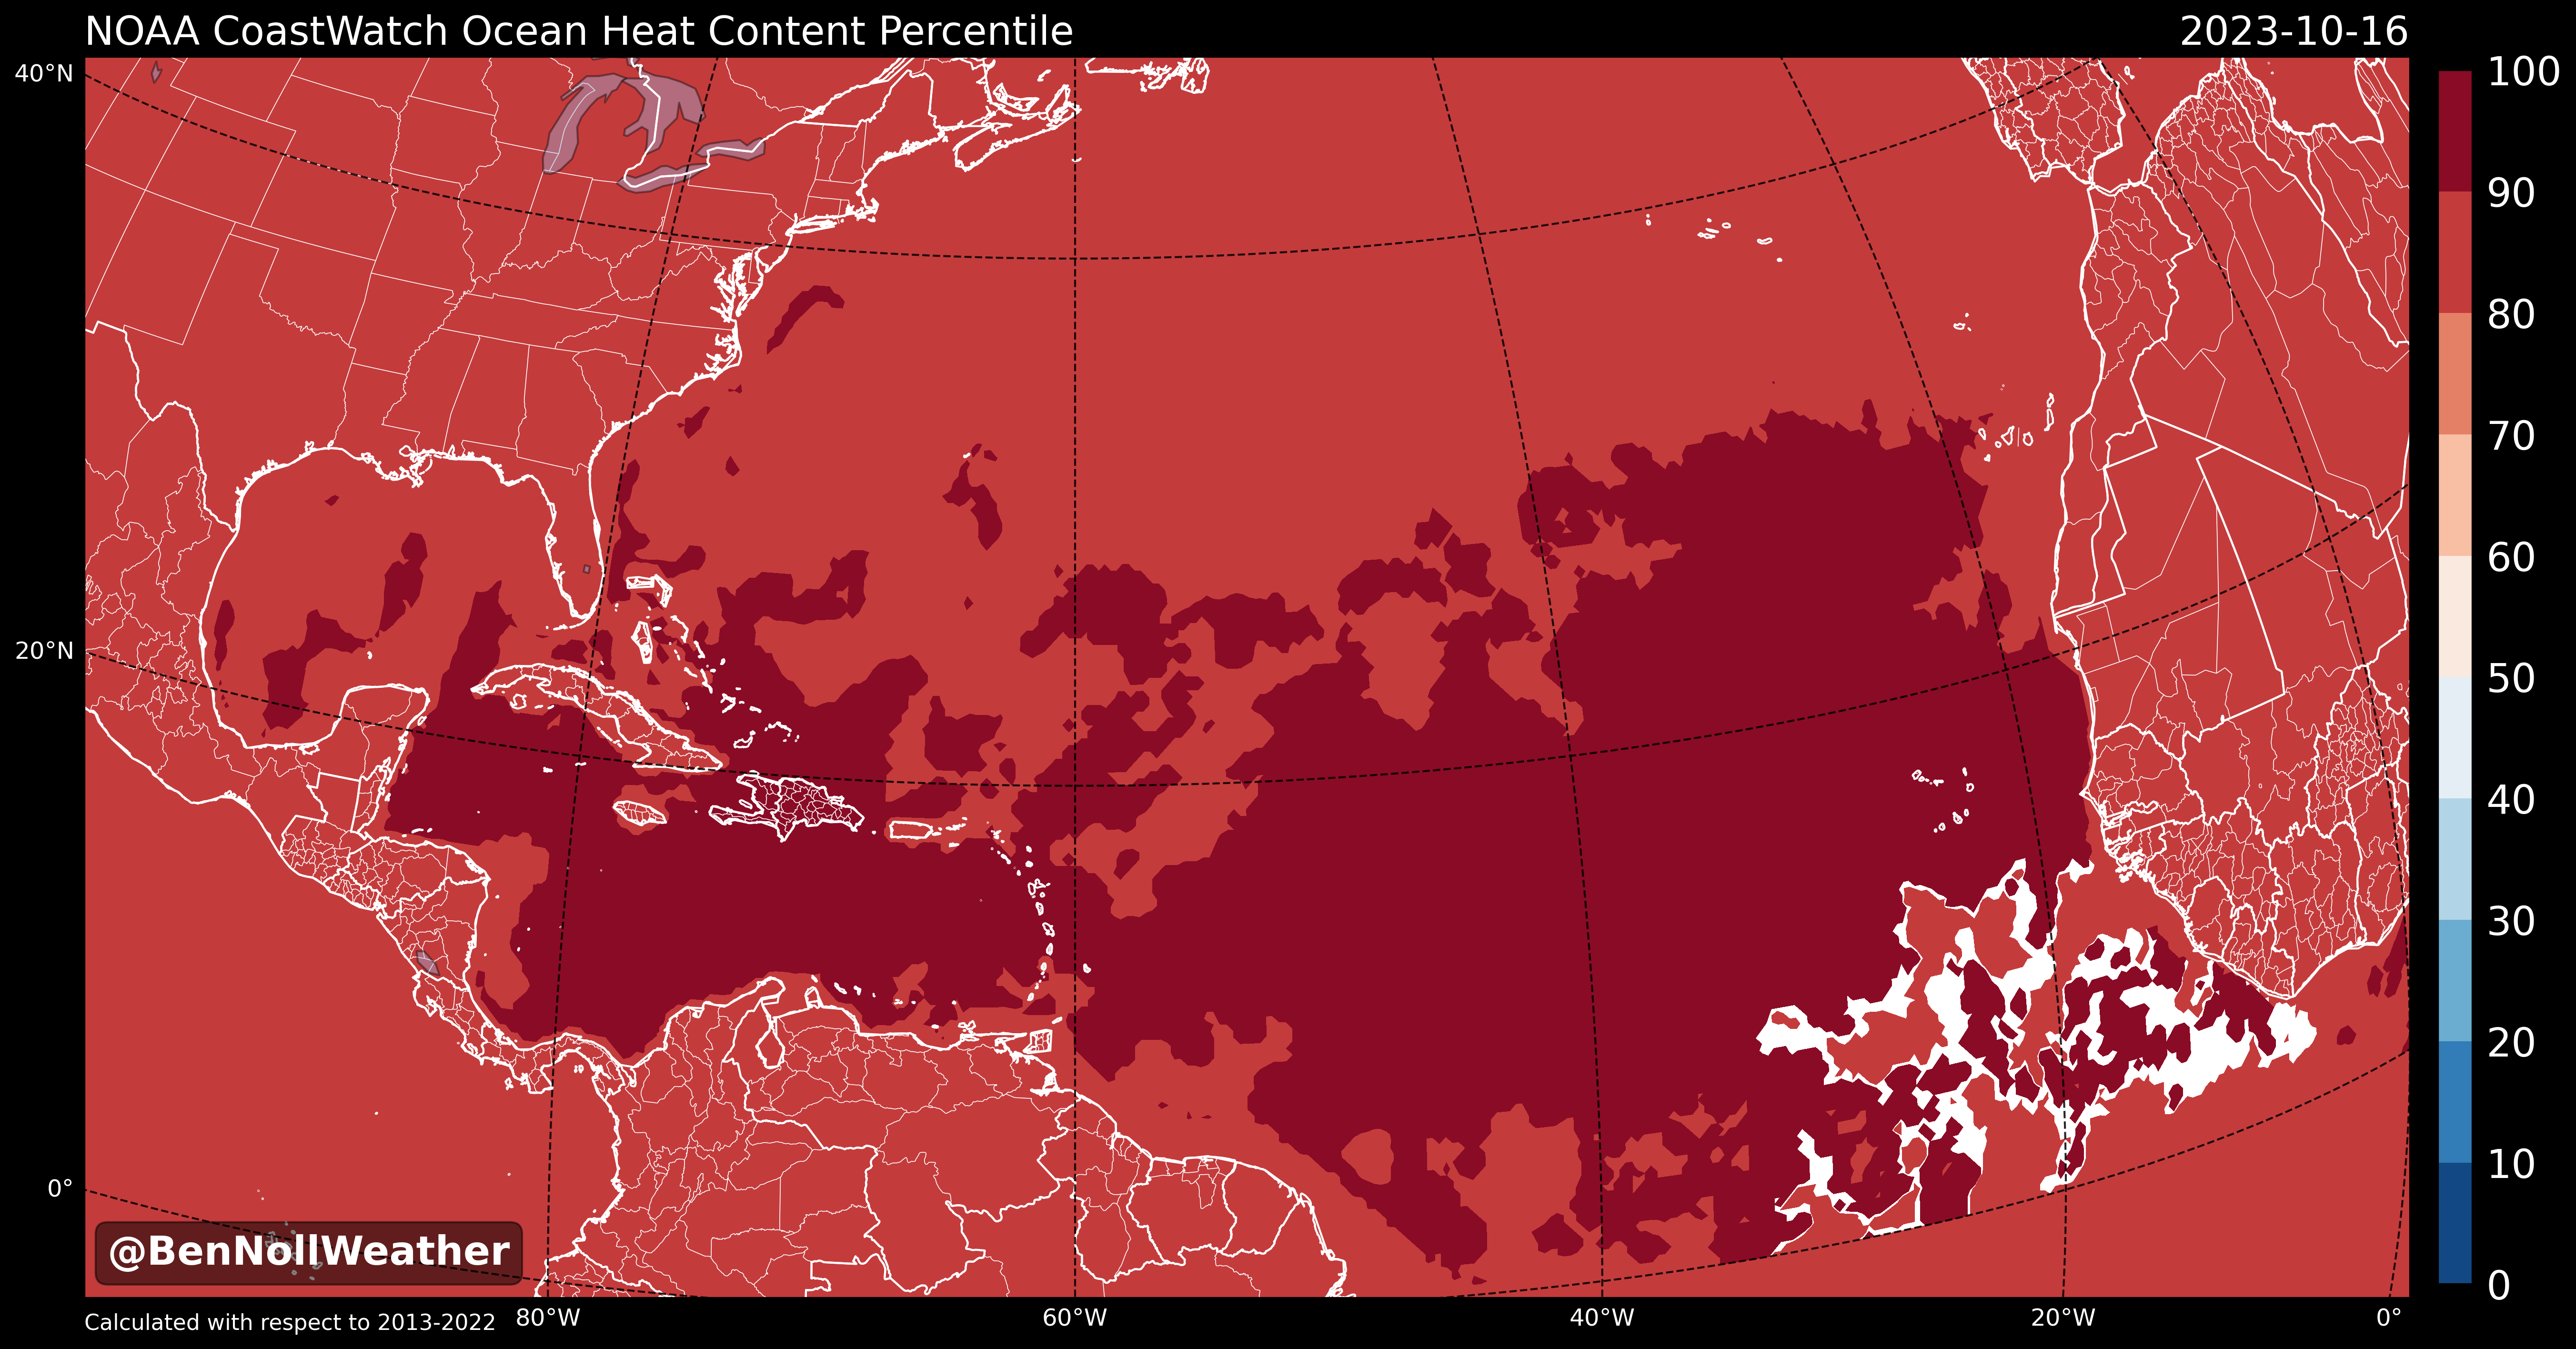 NOAA CoastWatch Ocean Heat Content Percentile
2023-10-16
40°N
20°N
0°
100
90
80
70
60
50
40
30
20
10
0
@BenNollWeather
Calculated with respect to 2013-2022
80°W
60°W
40°W
20°W
0°